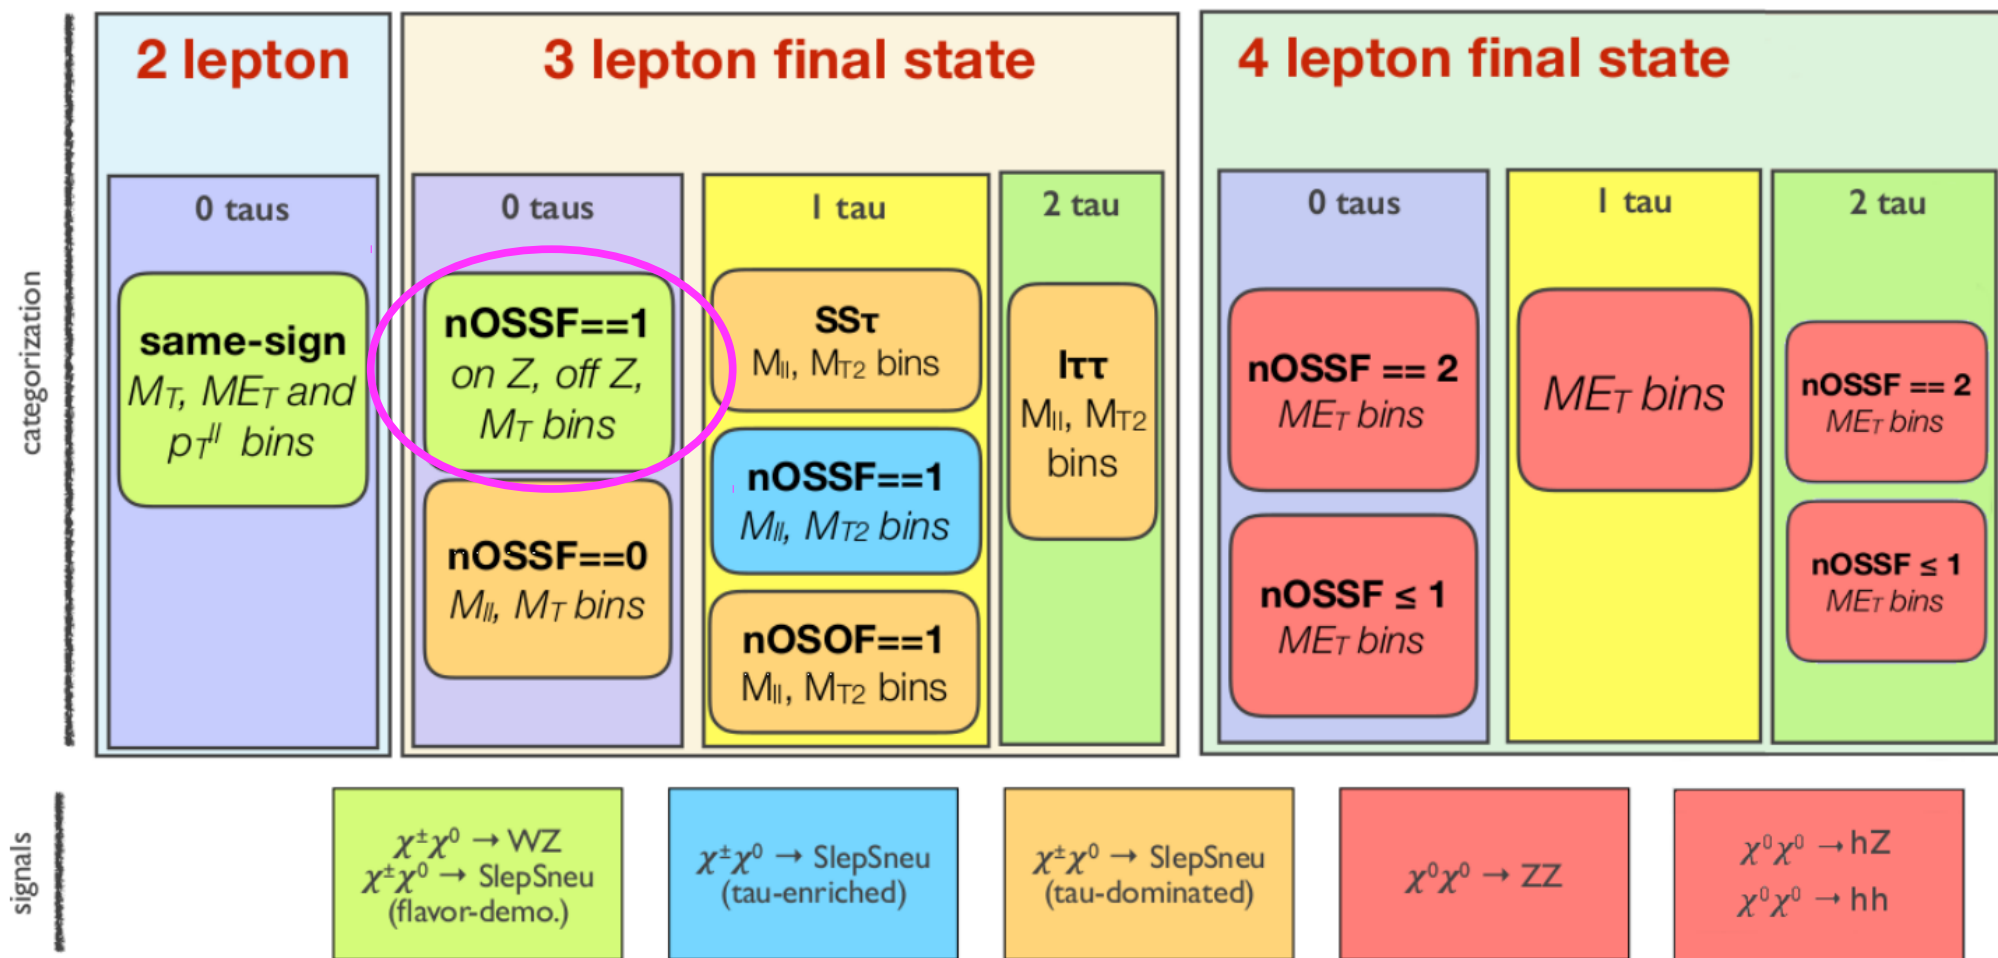 2 lepton
3 lepton final state
4 lepton final state
categorization
0 taus
same-sign
MT, MET and
pT^ll bins
0 taus
nOSSF==1
on Z, off Z,
MT bins
nOSSF==0
Mll, MT bins
1 tau
SSτ
Mll, MT2 bins
nOSSF==1
Mll, MT2 bins
nOSOF==1
Mll, MT2 bins
2 tau
lττ
Mll, MT2
bins
0 taus
nOSSF == 2
MET bins
nOSSF ≤ 1
MET bins
1 tau
MET bins
2 tau
nOSSF == 2
MET bins
nOSSF ≤ 1
MET bins
signals
χ±χ⁰ → WZ
χ±χ⁰ → SlepSneu
(flavor-demo.)
χ±χ⁰ → SlepSneu
(tau-enriched)
χ±χ⁰ → SlepSneu
(tau-dominated)
χ⁰χ⁰ → ZZ
χ⁰χ⁰ → hZ
χ⁰χ⁰ → hh